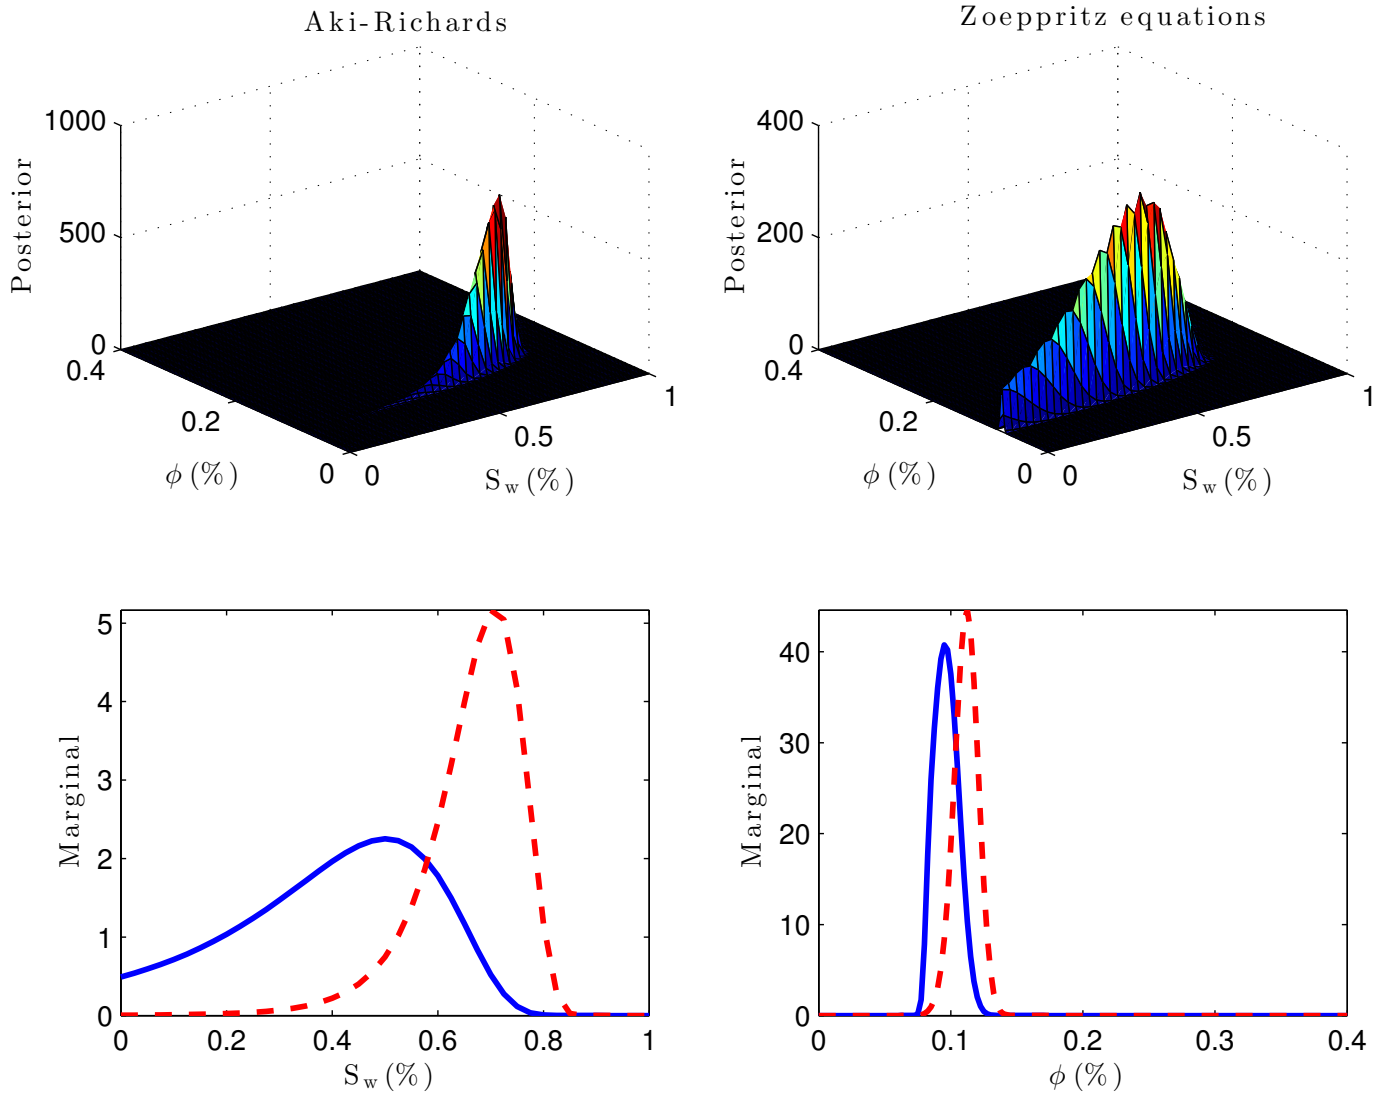 Aki-Richards
Posterior
1000
500
0
0.4
0.2
0
ϕ (%)
0
0.5
1
S_w (%)
Zoeppritz equations
Posterior
400
200
0
0.4
0.2
0
ϕ (%)
0
0.5
1
S_w (%)
Marginal
5
4
3
2
1
0
0 0.2 0.4 0.6 0.8 1
S_w (%)
Marginal
40
30
20
10
0
0 0.1 0.2 0.3 0.4
ϕ (%)